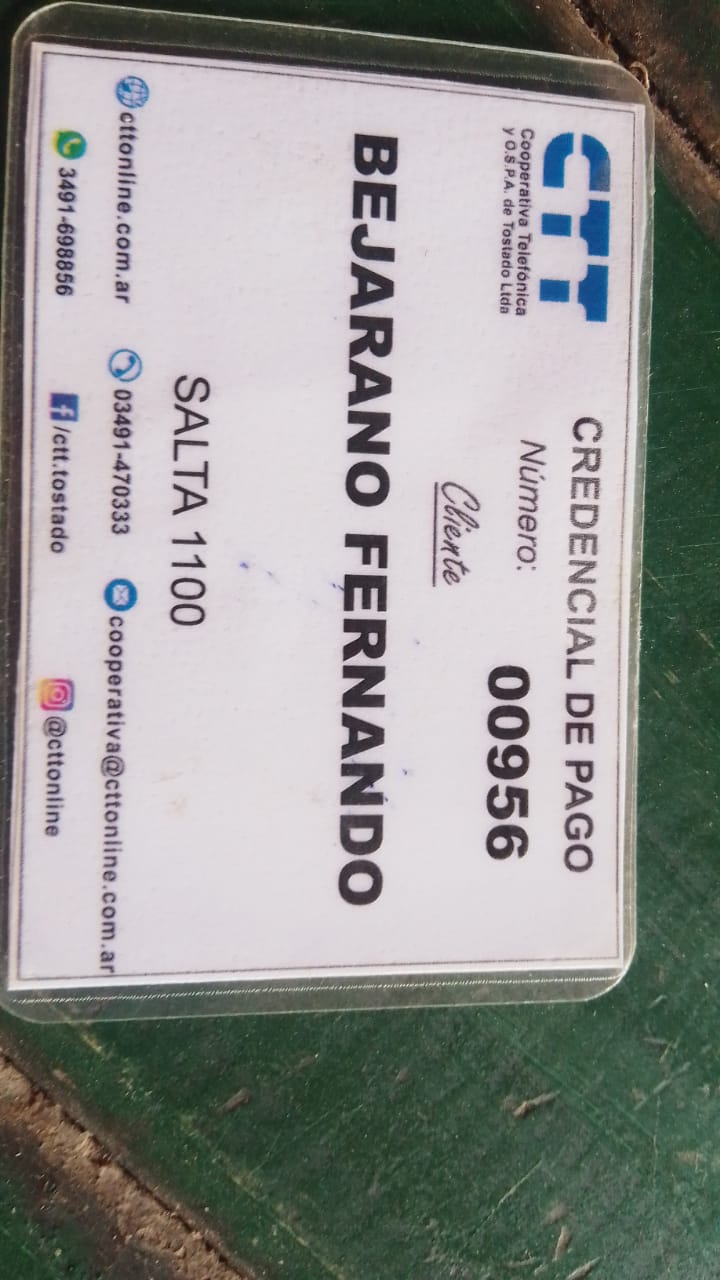 CTT
Cooperativa Telefónica
y O.S.P.A. de Tostado Ltda
CREDENCIAL DE PAGO
Número: 00956
Cliente
BEJARANO FERNANDO
SALTA 1100
cttonline.com.ar 03491-470333 cooperativa@cttonline.com.ar
3491-698856 /ctt.tostado @cttonline